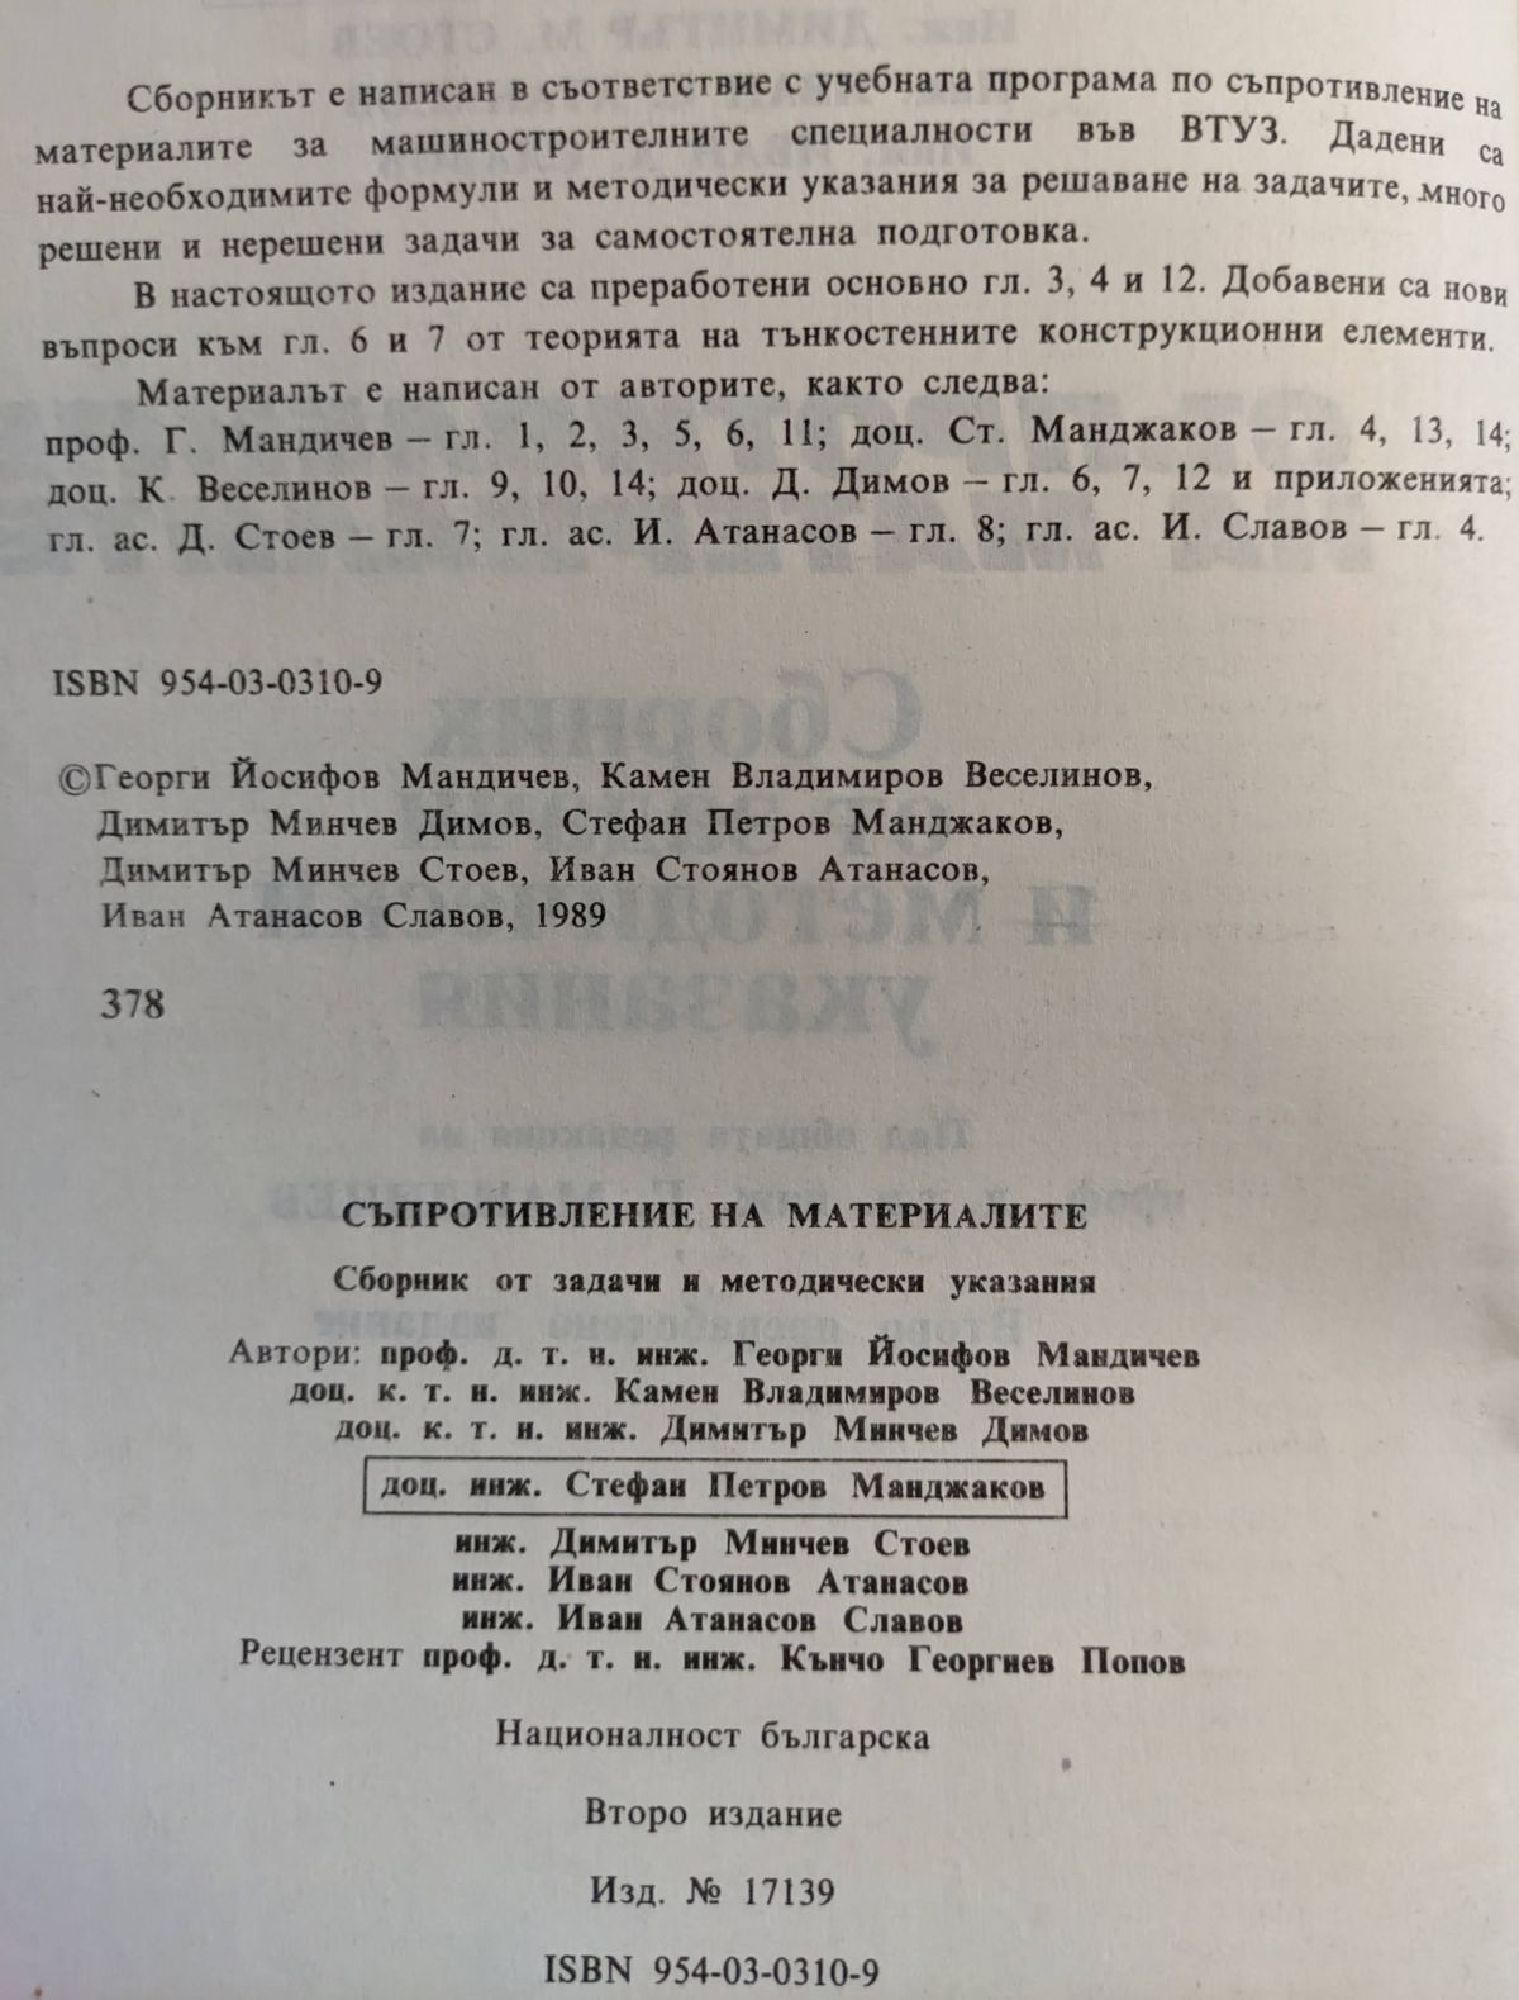 Сборникът е написан в съответствие с учебната програма по съпротивление на
материалите за машиностроителните специалности във ВТУЗ. Дадени са
най-необходимите формули и методически указания за решаване на задачите, много
решени и нерешени задачи за самостоятелна подготовка.
В настоящото издание са преработени основно гл. 3, 4 и 12. Добавени са нови
въпроси към гл. 6 и 7 от теорията на тънкостенните конструкционни елементи.
Материалът е написан от авторите, както следва:
проф. Г. Мандичев – гл. 1, 2, 3, 5, 6, 11; доц. Ст. Манджаков – гл. 4, 13, 14;
доц. К. Веселинов – гл. 9, 10, 14; доц. Д. Димов – гл. 6, 7, 12 и приложенията;
гл. ас. Д. Стоев – гл. 7; гл. ас. И. Атанасов – гл. 8; гл. ас. И. Славов – гл. 4.
ISBN 954-03-0310-9
©Георги Йосифов Мандичев, Камен Владимиров Веселинов,
Димитър Минчев Димов, Стефан Петров Манджаков,
Димитър Минчев Стоев, Иван Стоянов Атанасов,
Иван Атанасов Славов, 1989
378
СЪПРОТИВЛЕНИЕ НА МАТЕРИАЛИТЕ
Сборник от задачи и методически указания
Автори: проф. д. т. н. инж. Георги Йосифов Мандичев
доц. к. т. н. инж. Камен Владимиров Веселинов
доц. к. т. н. инж. Димитър Минчев Димов
доц. инж. Стефан Петров Манджаков
инж. Димитър Минчев Стоев
инж. Иван Стоянов Атанасов
инж. Иван Атанасов Славов
Рецензент проф. д. т. н. инж. Кънчо Георгиев Попов
Националност българска
Второ издание
Изд. № 17139
ISBN 954-03-0310-9